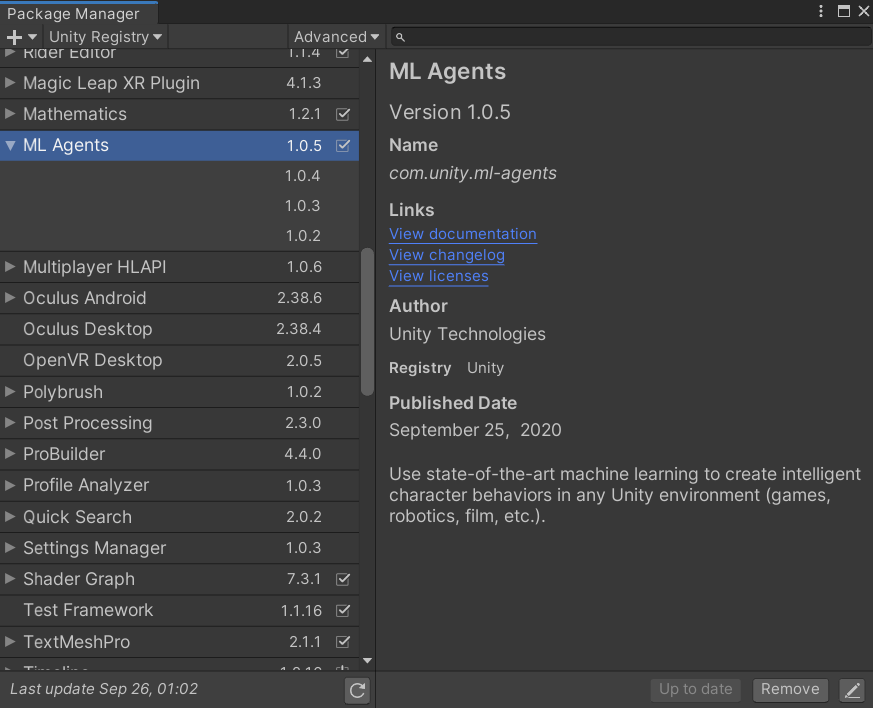 Package Manager
Unity Registry
Advanced
Rider Editor 1.1.4
Magic Leap XR Plugin 4.1.3
Mathematics 1.2.1
ML Agents 1.0.5
1.0.4
1.0.3
1.0.2
Multiplayer HLAPI 1.0.6
Oculus Android 2.38.6
Oculus Desktop 2.38.4
OpenVR Desktop 2.0.5
Polybrush 1.0.2
Post Processing 2.3.0
ProBuilder 4.4.0
Profile Analyzer 1.0.3
Quick Search 2.0.2
Settings Manager 1.0.3
Shader Graph 7.3.1
Test Framework 1.1.16
TextMeshPro 2.1.1
Last update Sep 26, 01:02
ML Agents
Version 1.0.5
Name
com.unity.ml-agents
Links
View documentation
View changelog
View licenses
Author
Unity Technologies
Registry Unity
Published Date
September 25, 2020
Use state-of-the-art machine learning to create intelligent
character behaviors in any Unity environment (games,
robotics, film, etc.).
Up to date
Remove